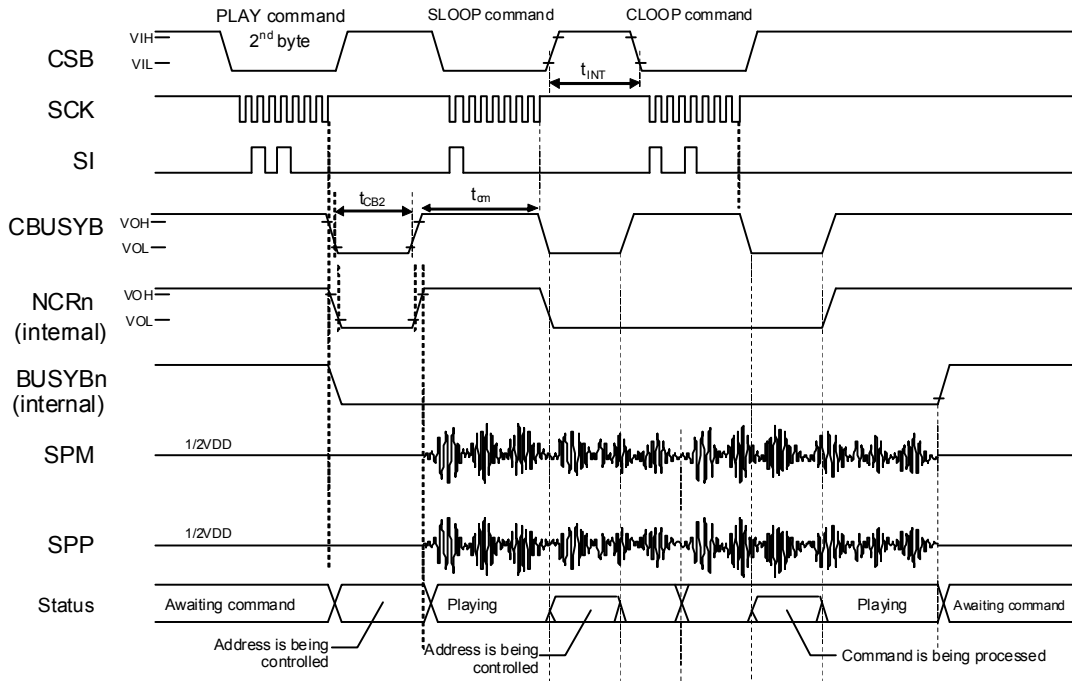 PLAY command
2nd byte
SLOOP command
CLOOP command
VIH
VIL
CSB
tINT
SCK
SI
tCB2
tcm
VOH
CBUSYB
VOL
VOH
NCRn
VOL
(internal)
BUSYBn
(internal)
1/2VDD
SPM
1/2VDD
SPP
Status
Awaiting command
Playing
Playing
Awaiting command
Address is being
controlled
Address is being
controlled
Command is being processed